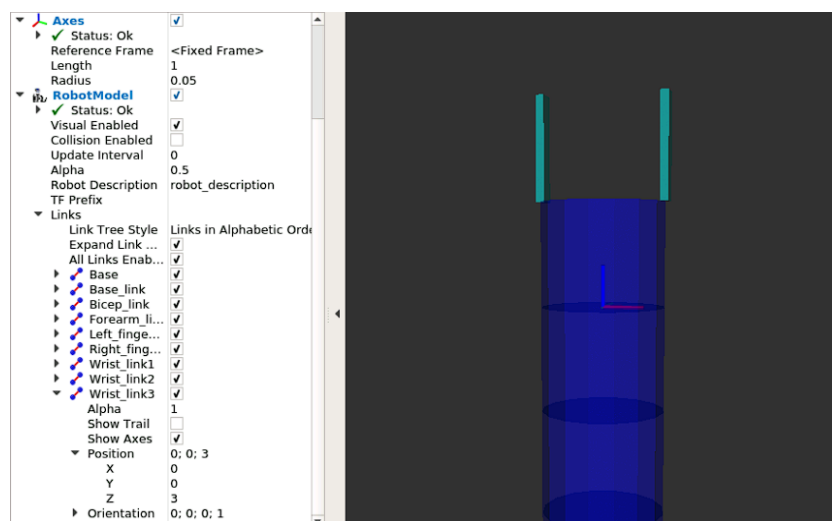 Axes
Status: Ok
Reference Frame <Fixed Frame>
Length 1
Radius 0.05
RobotModel
Status: Ok
Visual Enabled
Collision Enabled
Update Interval 0
Alpha 0.5
Robot Description robot_description
TF Prefix
Links
Link Tree Style Links in Alphabetic Orde
Expand Link ...
All Links Enab...
Base
Base_link
Bicep_link
Forearm_li...
Left_finge...
Right_fing...
Wrist_link1
Wrist_link2
Wrist_link3
Alpha 1
Show Trail
Show Axes
Position 0; 0; 3
X 0
Y 0
Z 3
Orientation 0; 0; 0; 1